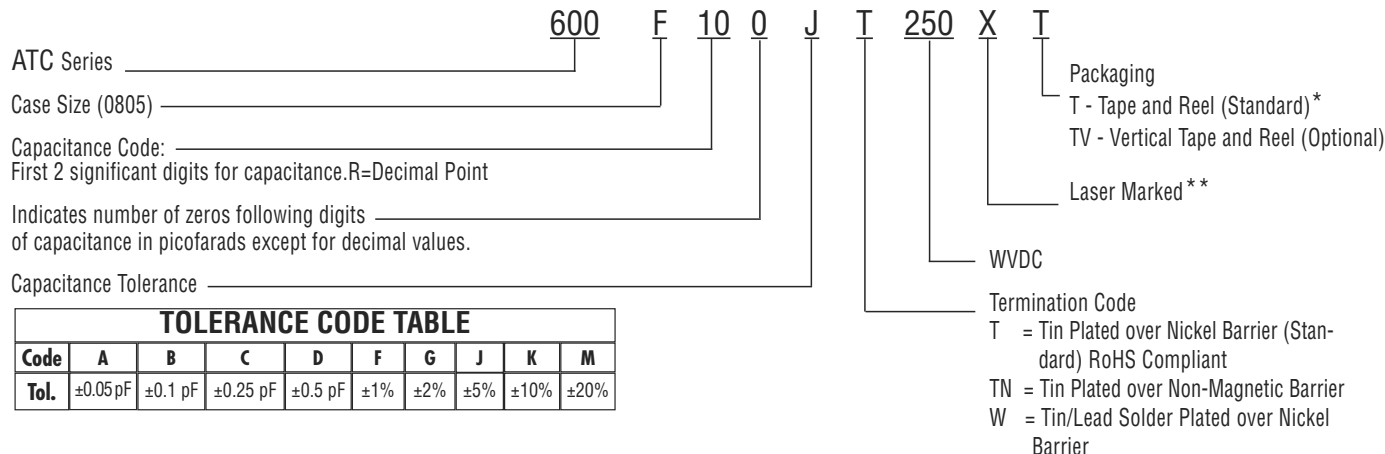 600 F 10 0 J T 250 X T
ATC Series
Case Size (0805)
Capacitance Code:
First 2 significant digits for capacitance.R=Decimal Point
Indicates number of zeros following digits
of capacitance in picofarads except for decimal values.
Capacitance Tolerance
TOLERANCE CODE TABLE
Code A B C D F G J K M
Tol. ±0.05 pF ±0.1 pF ±0.25 pF ±0.5 pF ±1% ±2% ±5% ±10% ±20%
Packaging
T - Tape and Reel (Standard)*
TV - Vertical Tape and Reel (Optional)
Laser Marked**
WVDC
Termination Code
T = Tin Plated over Nickel Barrier (Stan-
dard) RoHS Compliant
TN = Tin Plated over Non-Magnetic Barrier
W = Tin/Lead Solder Plated over Nickel
Barrier